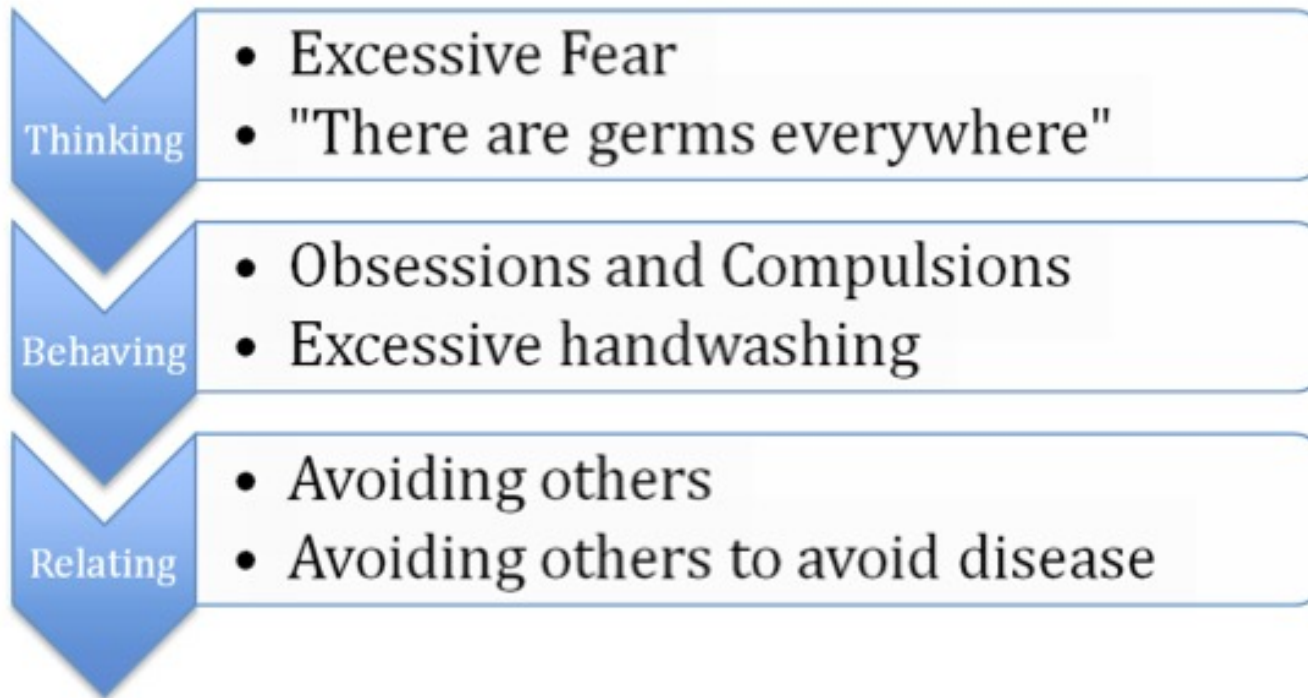 Thinking
• Excessive Fear
• "There are germs everywhere"
Behaving
• Obsessions and Compulsions
• Excessive handwashing
Relating
• Avoiding others
• Avoiding others to avoid disease